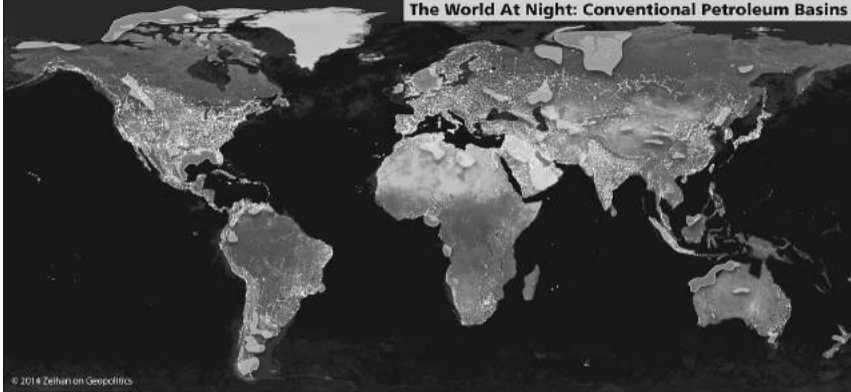 The World At Night: Conventional Petroleum Basins
© 2014 Zeihan on Geopolitics